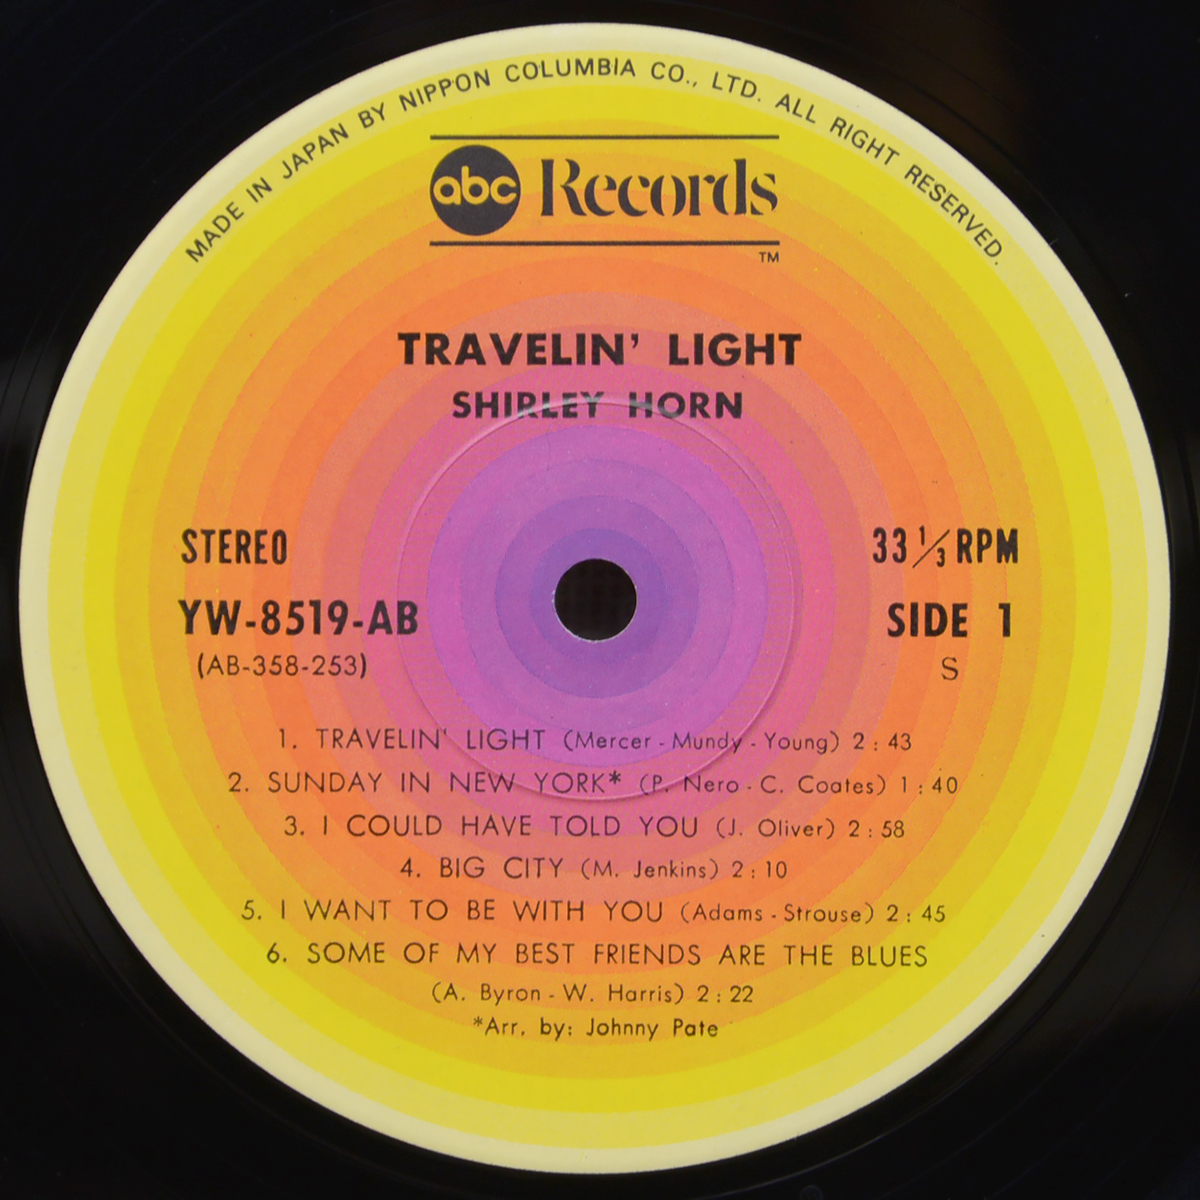 MADE IN JAPAN BY NIPPON COLUMBIA CO., LTD. ALL RIGHT RESERVED.
abc Records
TM
TRAVELIN' LIGHT
SHIRLEY HORN
STEREO 33 1/3 RPM
YW-8519-AB SIDE 1
(AB-358-253) S
1. TRAVELIN' LIGHT (Mercer - Mundy - Young) 2 : 43
2. SUNDAY IN NEW YORK* (P. Nero - C. Coates) 1 : 40
3. I COULD HAVE TOLD YOU (J. Oliver) 2 : 58
4. BIG CITY (M. Jenkins) 2 : 10
5. I WANT TO BE WITH YOU (Adams - Strouse) 2 : 45
6. SOME OF MY BEST FRIENDS ARE THE BLUES
(A. Byron - W. Harris) 2 : 22
*Arr. by: Johnny Pate